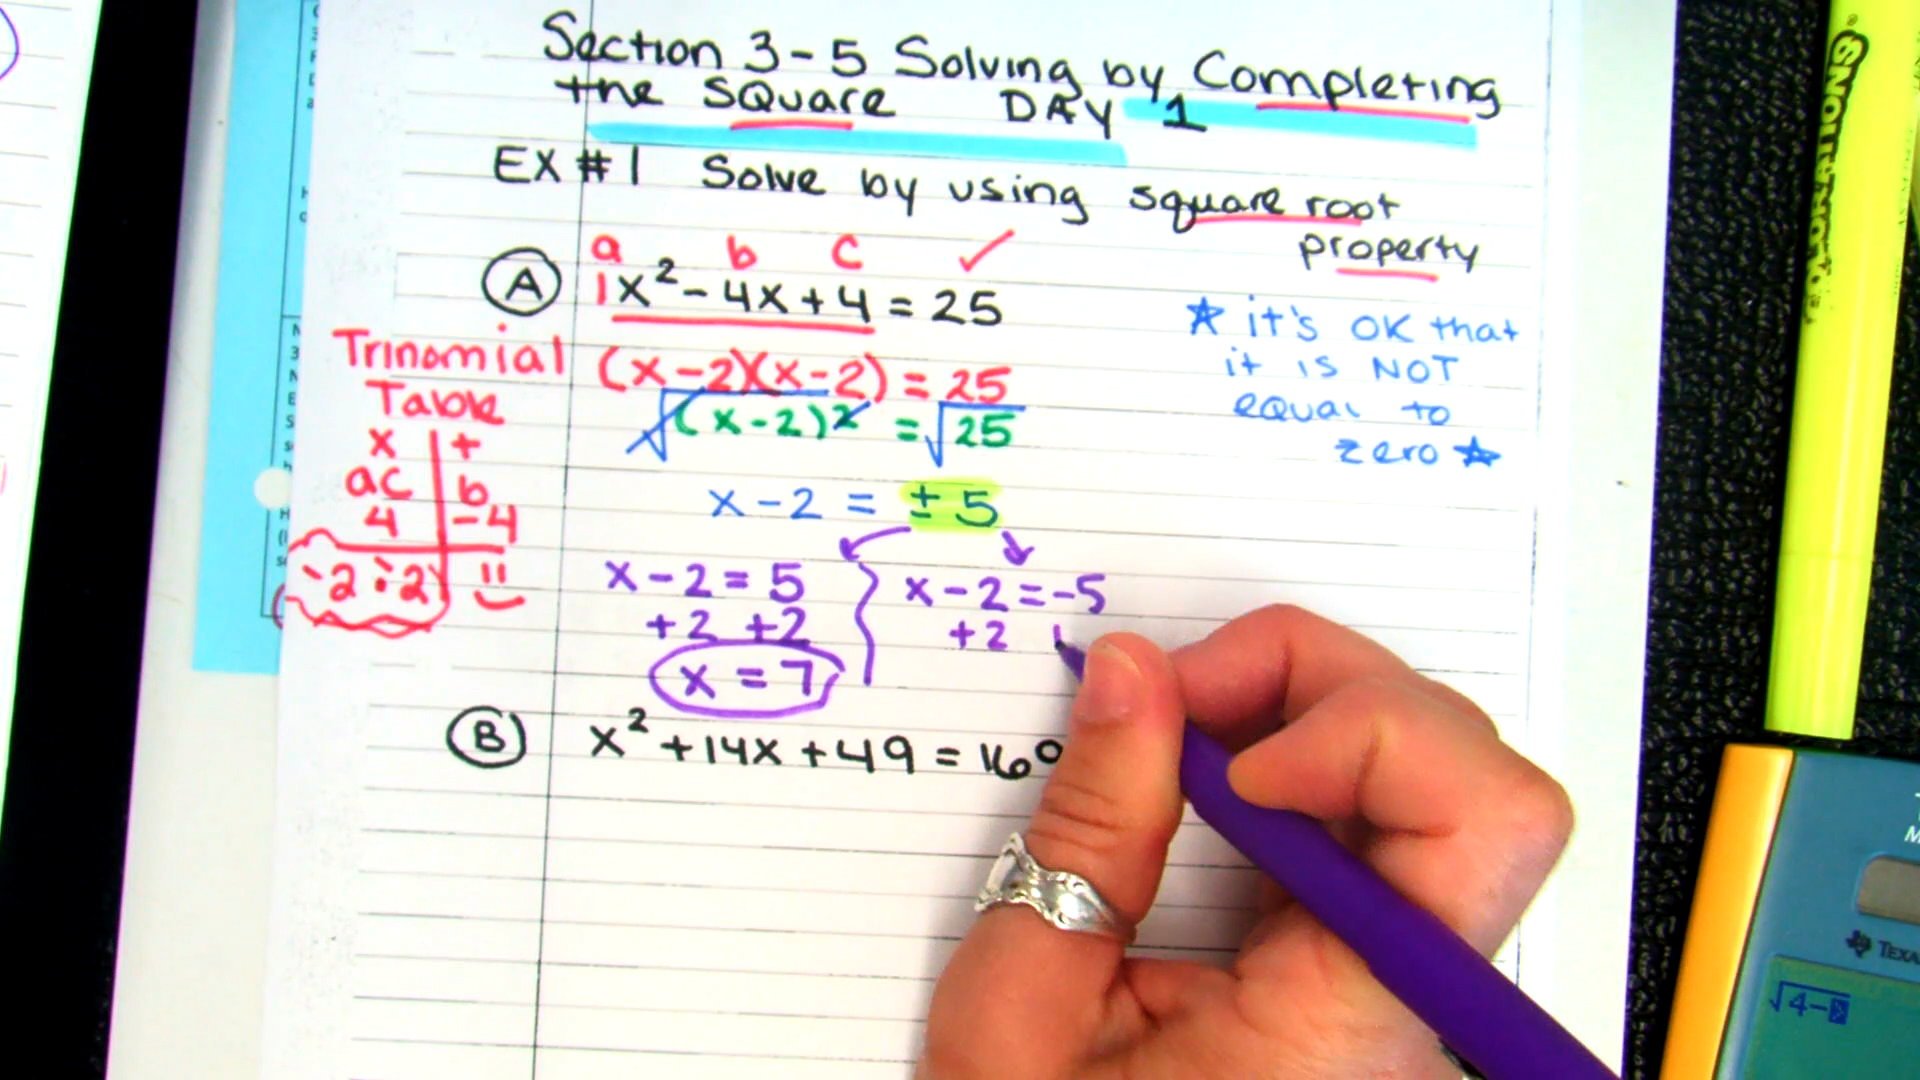 Section 3-5 Solving by Completing
the Square DAY 1
EX #1 Solve by using square root
property
a b c ✓
A 1x² - 4x + 4 = 25
★ it's OK that
it is NOT
equal to
zero ★
Trinomial
Table
x +
ac b
4 -4
-2 · -2
(x-2)(x-2) = 25
√(x-2)² = √25
x - 2 = ± 5
x - 2 = 5
+2 +2
x = 7
x - 2 = -5
+2
B x² + 14x + 49 = 160
TEXA
√4-